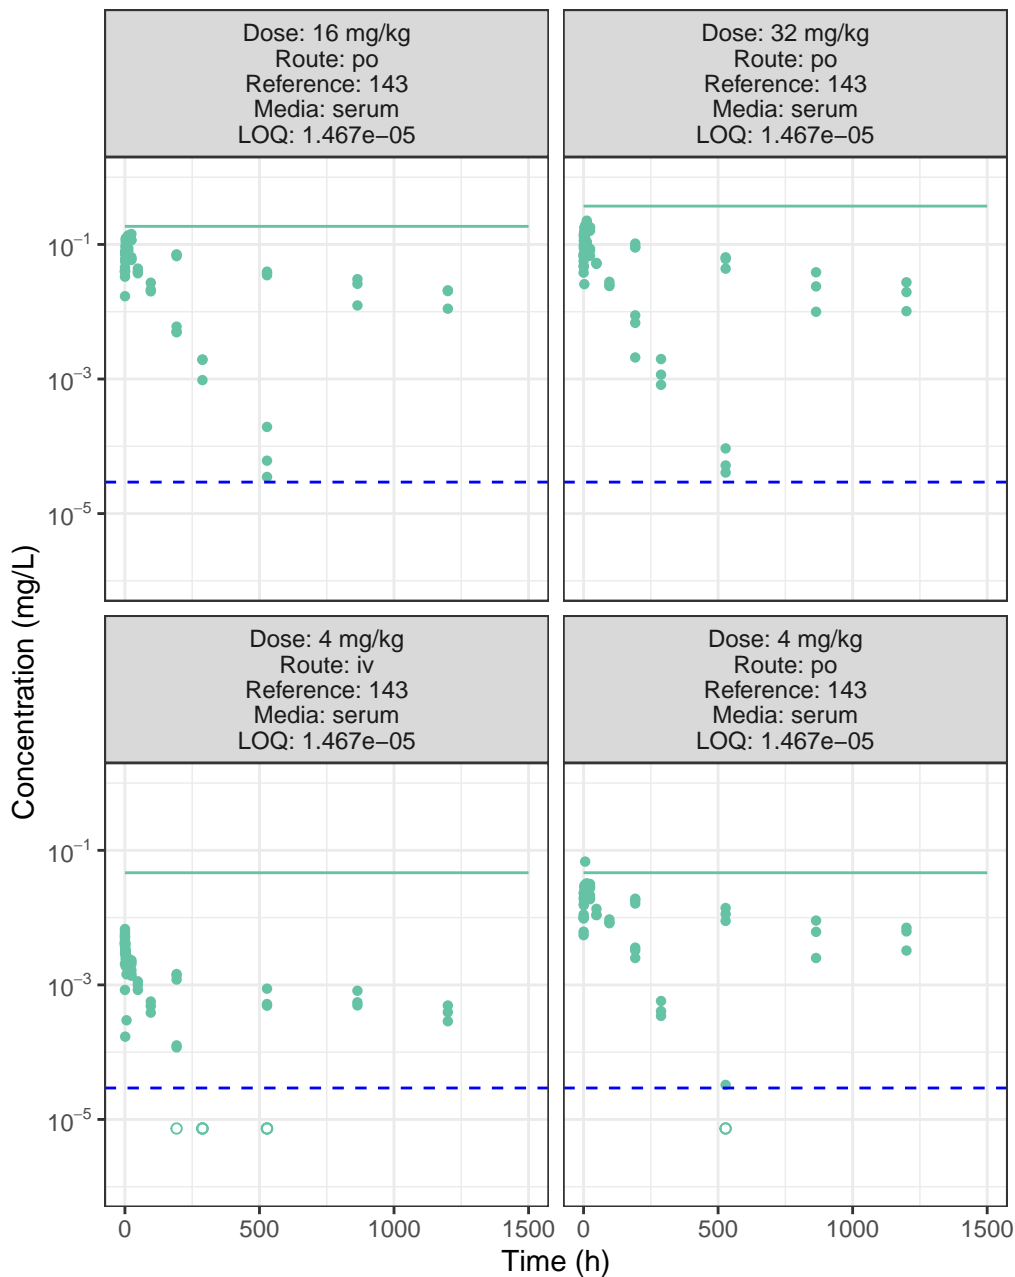 Dose: 16 mg/kg
Route: po
Reference: 143
Media: serum
LOQ: 1.467e−05
Dose: 32 mg/kg
Route: po
Reference: 143
Media: serum
LOQ: 1.467e−05
10⁻¹
10⁻³
10⁻⁵
Concentration (mg/L)
Dose: 4 mg/kg
Route: iv
Reference: 143
Media: serum
LOQ: 1.467e−05
Dose: 4 mg/kg
Route: po
Reference: 143
Media: serum
LOQ: 1.467e−05
10⁻¹
10⁻³
10⁻⁵
0 500 1000 1500
0 500 1000 1500
Time (h)